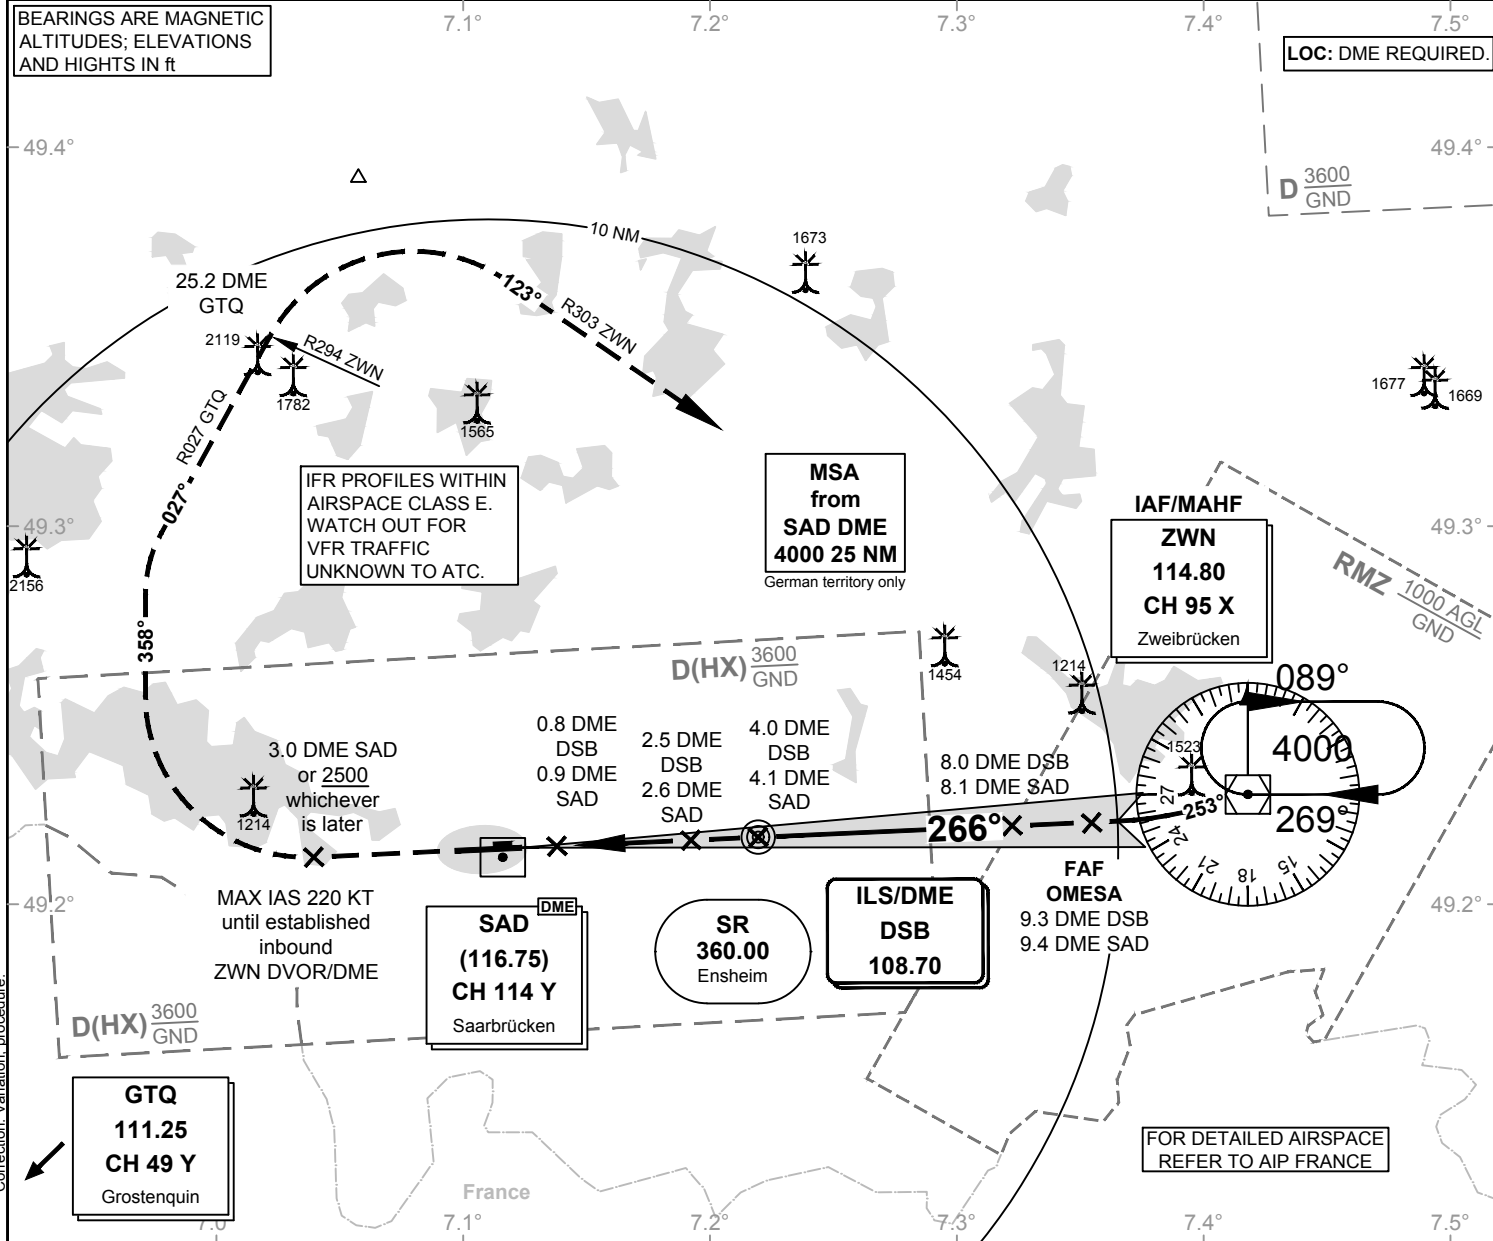 BEARINGS ARE MAGNETIC
ALTITUDES; ELEVATIONS
AND HIGHTS IN ft
7.1°
7.2°
7.3°
7.4°
7.5°
LOC: DME REQUIRED.
49.4°
49.4°
D 3600
GND
10 NM
1673
25.2 DME
GTQ
123°
R303 ZWN
2119
R294 ZWN
1782
1565
1677
1669
R027 GTQ
027°
IFR PROFILES WITHIN
AIRSPACE CLASS E.
WATCH OUT FOR
VFR TRAFFIC
UNKNOWN TO ATC.
MSA
from
SAD DME
4000 25 NM
German territory only
49.3°
IAF/MAHF
ZWN
114.80
CH 95 X
Zweibrücken
49.3°
2156
RMZ 1000 AGL
GND
358°
D(HX) 3600
GND
1454
1214
089°
4000
269°
1523
253°
27
24
21
18
15
3.0 DME SAD
or 2500
whichever
is later
1214
0.8 DME
DSB
0.9 DME
SAD
2.5 DME
DSB
2.6 DME
SAD
4.0 DME
DSB
4.1 DME
SAD
8.0 DME DSB
8.1 DME SAD
266°
FAF
OMESA
9.3 DME DSB
9.4 DME SAD
49.2°
49.2°
MAX IAS 220 KT
until established
inbound
ZWN DVOR/DME
DME
SAD
(116.75)
CH 114 Y
Saarbrücken
SR
360.00
Ensheim
ILS/DME
DSB
108.70
D(HX) 3600
GND
GTQ
111.25
CH 49 Y
Grostenquin
Correction: Variation, procedure.
France
FOR DETAILED AIRSPACE
REFER TO AIP FRANCE
7.0°
7.1°
7.2°
7.3°
7.4°
7.5°